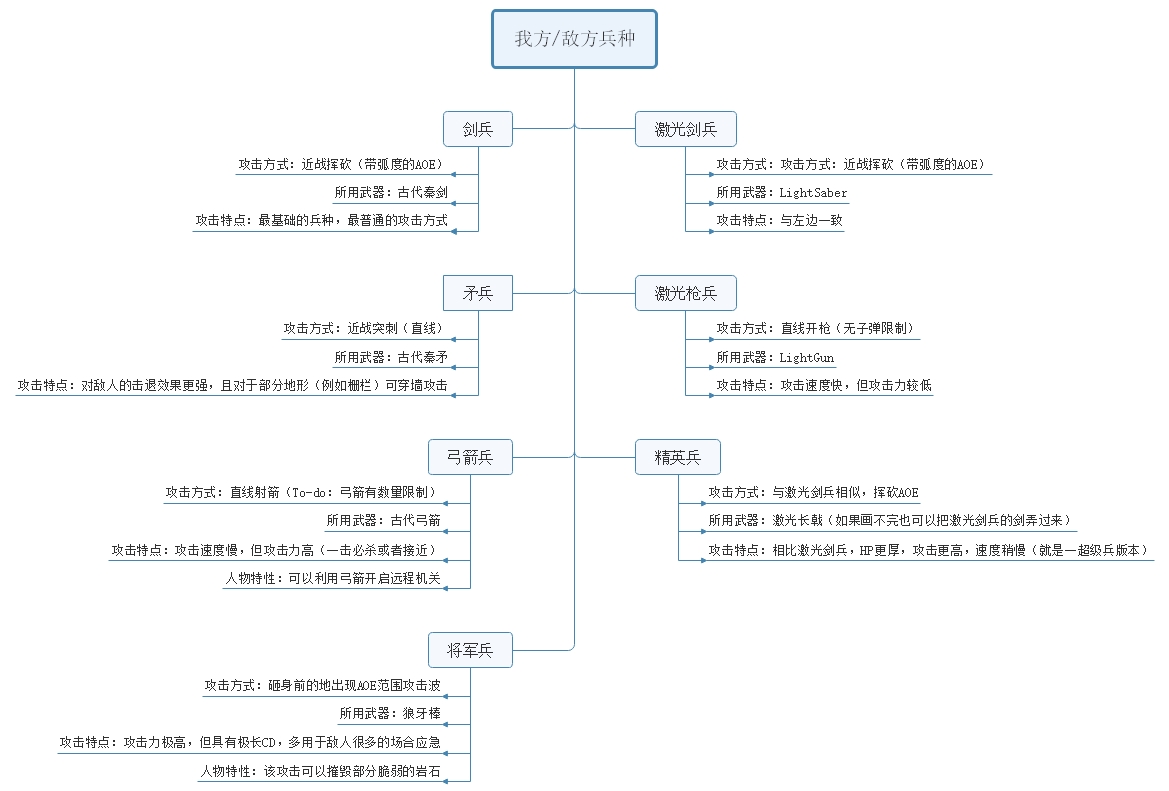 我方/敌方兵种
剑兵
攻击方式：近战挥砍（带弧度的AOE）
所用武器：古代秦剑
攻击特点：最基础的兵种，最普通的攻击方式
激光剑兵
攻击方式：攻击方式：近战挥砍（带弧度的AOE）
所用武器：LightSaber
攻击特点：与左边一致
矛兵
攻击方式：近战突刺（直线）
所用武器：古代秦矛
攻击特点：对敌人的击退效果更强，且对于部分地形（例如栅栏）可穿墙攻击
激光枪兵
攻击方式：直线开枪（无子弹限制）
所用武器：LightGun
攻击特点：攻击速度快，但攻击力较低
弓箭兵
攻击方式：直线射箭（To-do：弓箭有数量限制）
所用武器：古代弓箭
攻击特点：攻击速度慢，但攻击力高（一击必杀或者接近）
人物特性：可以利用弓箭开启远程机关
精英兵
攻击方式：与激光剑兵相似，挥砍AOE
所用武器：激光长戟（如果画不完也可以把激光剑兵的剑弄过来）
攻击特点：相比激光剑兵，HP更厚，攻击更高，速度稍慢（就是一超级兵版本）
将军兵
攻击方式：砸身前的地出现AOE范围攻击波
所用武器：狼牙棒
攻击特点：攻击力极高，但具有极长CD，多用于敌人很多的场合应急
人物特性：该攻击可以摧毁部分脆弱的岩石